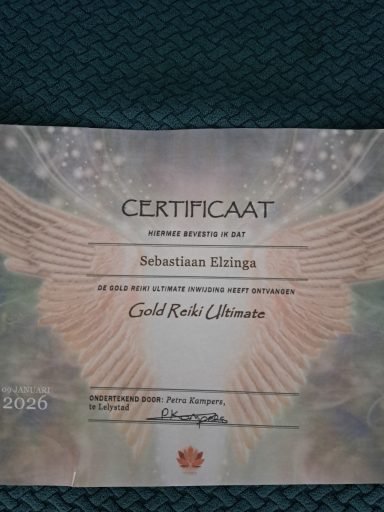 CERTIFICAAT
HIERMEE BEVESTIG IK DAT
Sebastiaan Elzinga
DE GOLD REIKI ULTIMATE INWIJDING HEEFT ONTVANGEN
Gold Reiki Ultimate
09 JANUARI
2026
ONDERTEKEND DOOR: Petra Kampers,
te Lelystad
P.Kampers